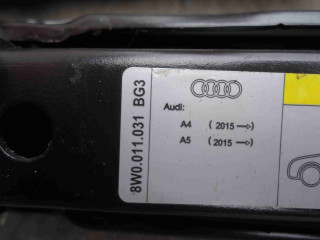 8W0.011.031 BG3
Audi:
A4 ( 2015 → )
A5 ( 2015 → )